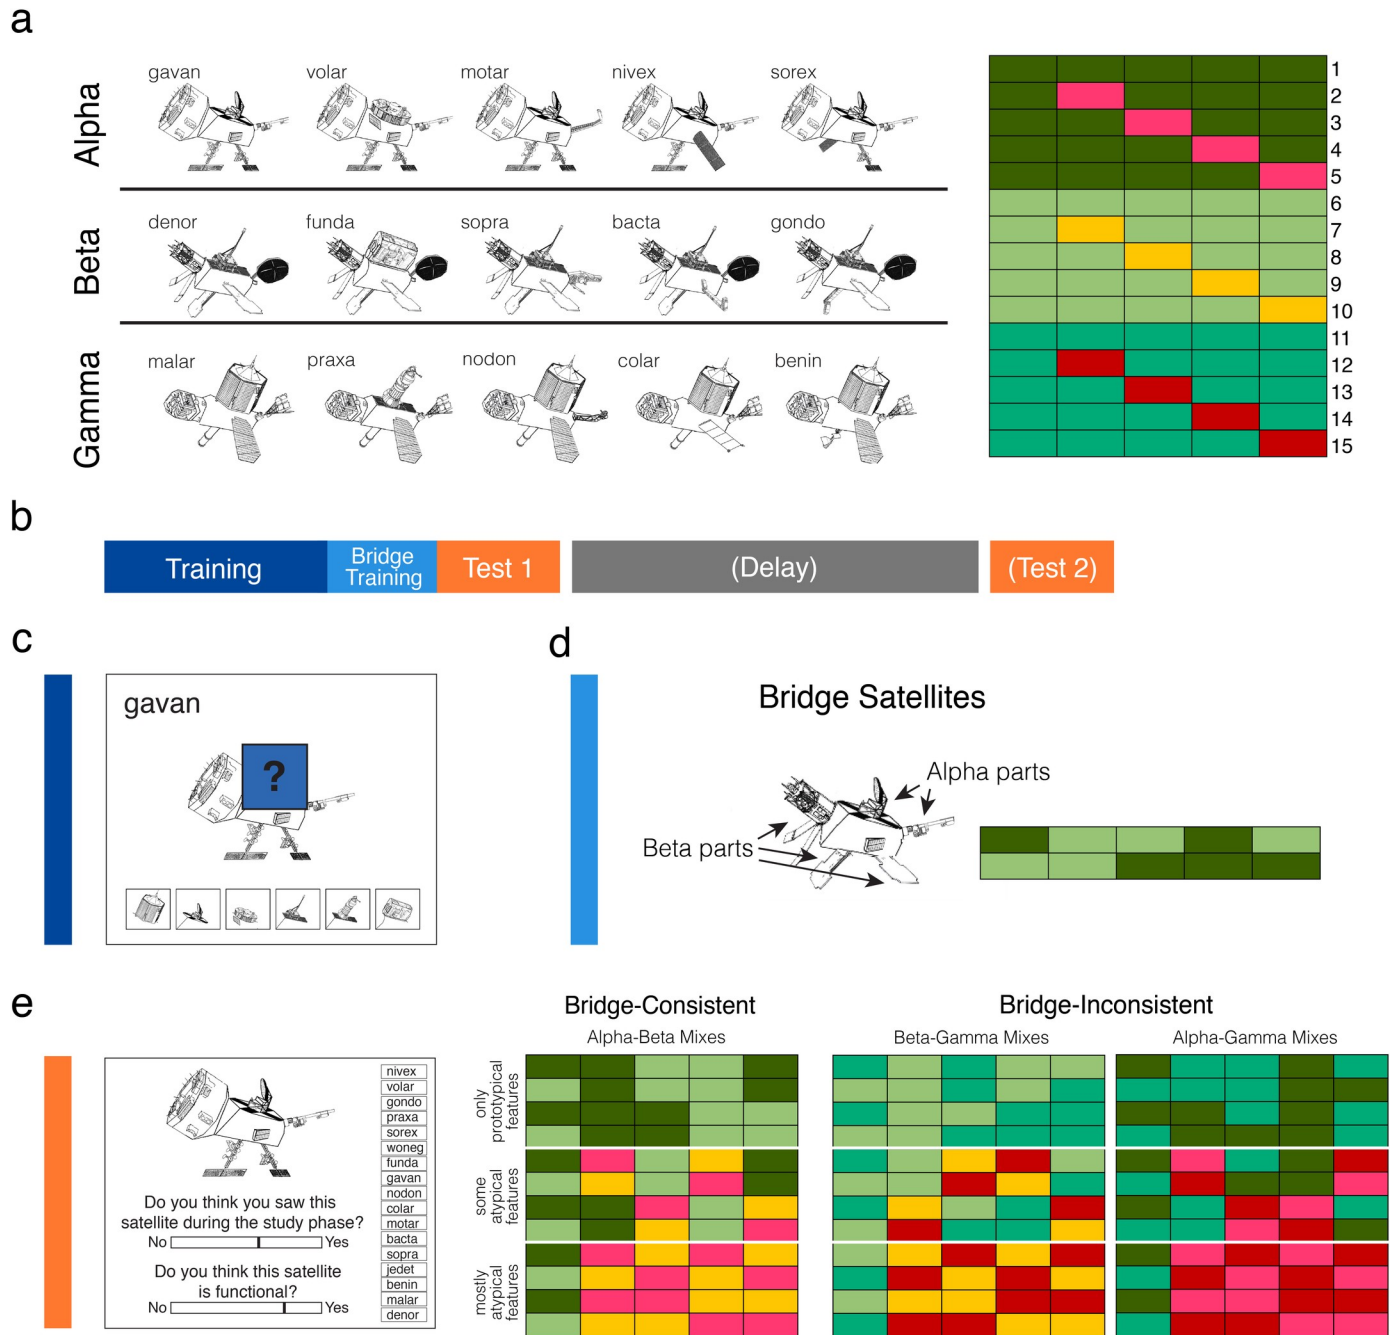 a
Alpha
gavan
volar
motar
nivex
sorex
Beta
denor
funda
sopra
bacta
gondo
Gamma
malar
praxa
nodon
colar
benin
1
2
3
4
5
6
7
8
9
10
11
12
13
14
15
b
Training
Bridge
Training
Test 1
(Delay)
(Test 2)
c
gavan
?
d
Bridge Satellites
Alpha parts
Beta parts
e
Do you think you saw this
satellite during the study phase?
No Yes
Do you think this satellite
is functional?
No Yes
nivex
volar
gondo
praxa
sorex
woneg
funda
gavan
nodon
colar
motar
bacta
sopra
jedet
benin
malar
denor
Bridge-Consistent
Alpha-Beta Mixes
Bridge-Inconsistent
Beta-Gamma Mixes
Alpha-Gamma Mixes
only
prototypical
features
some
atypical
features
mostly
atypical
features